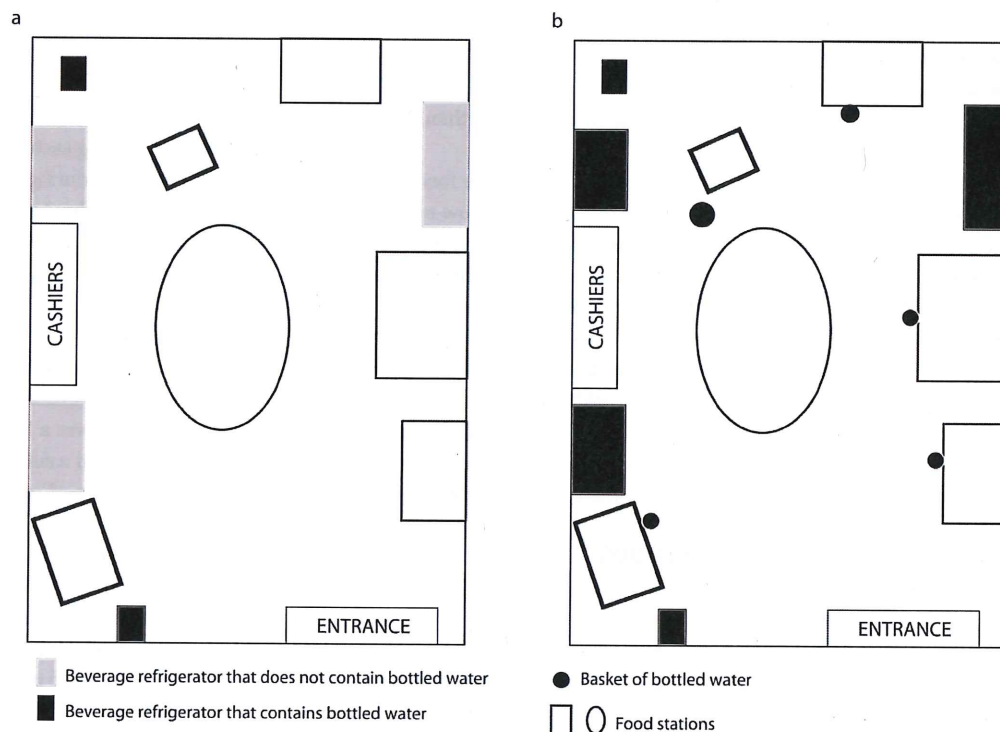 a
b
CASHIERS
CASHIERS
ENTRANCE
ENTRANCE
Beverage refrigerator that does not contain bottled water
Beverage refrigerator that contains bottled water
Basket of bottled water
Food stations